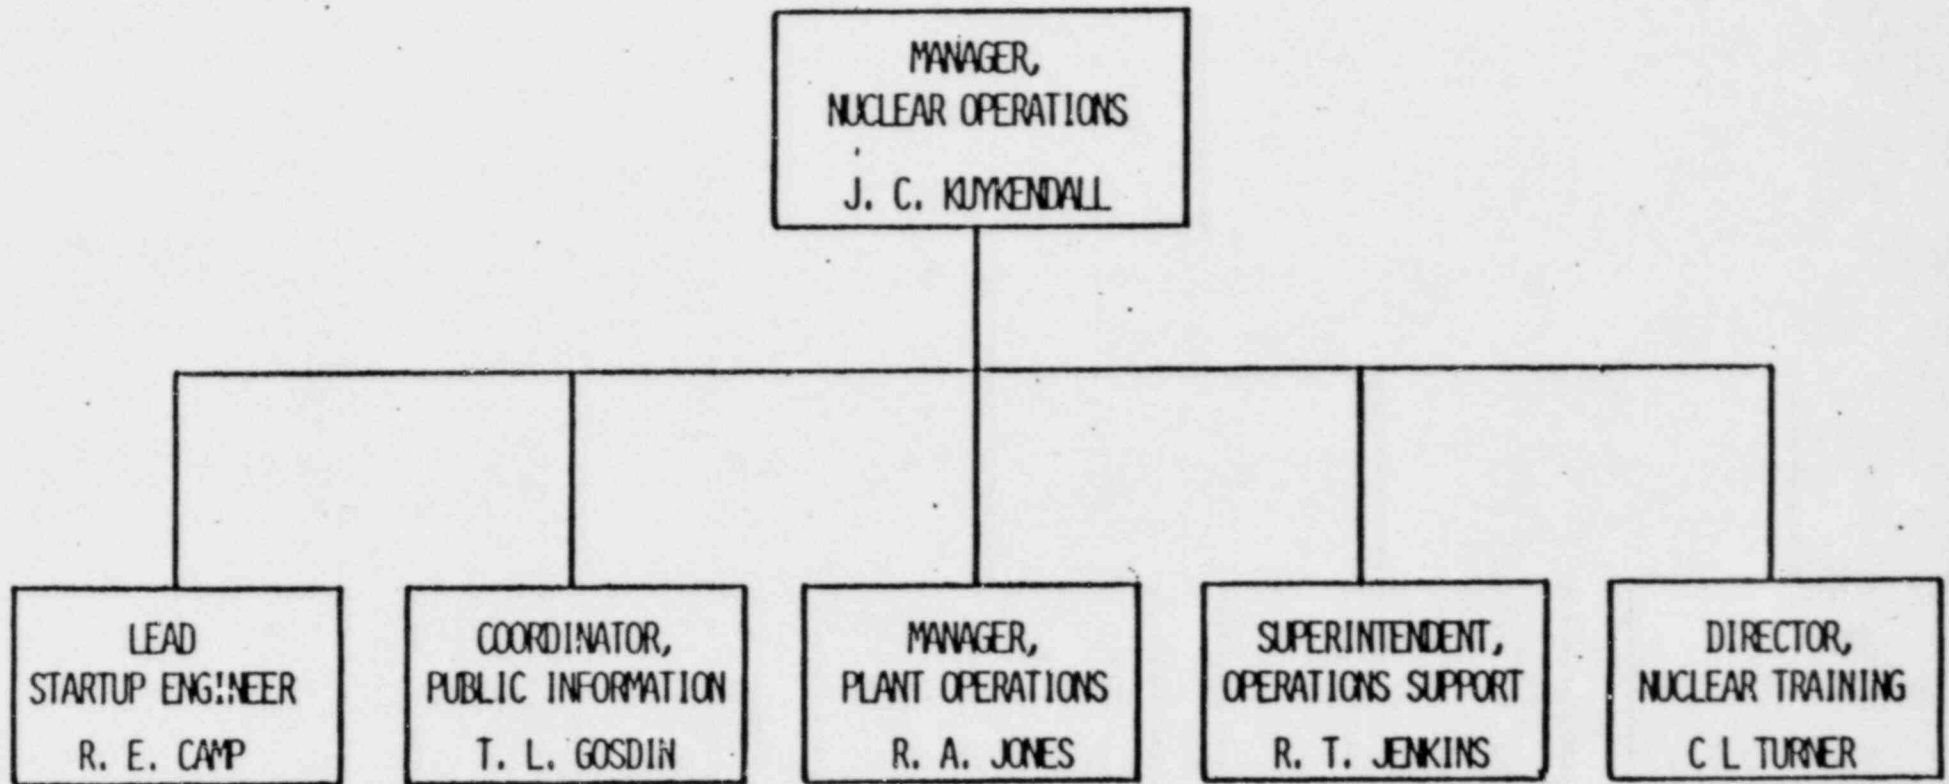 MANAGER,
NUCLEAR OPERATIONS
J. C. KUYKENDALL
LEAD
STARTUP ENGINEER
R. E. CAMP
COORDINATOR,
PUBLIC INFORMATION
T. L. GOSDIN
MANAGER,
PLANT OPERATIONS
R. A. JONES
SUPERINTENDENT,
OPERATIONS SUPPORT
R. T. JENKINS
DIRECTOR,
NUCLEAR TRAINING
C L TURNER